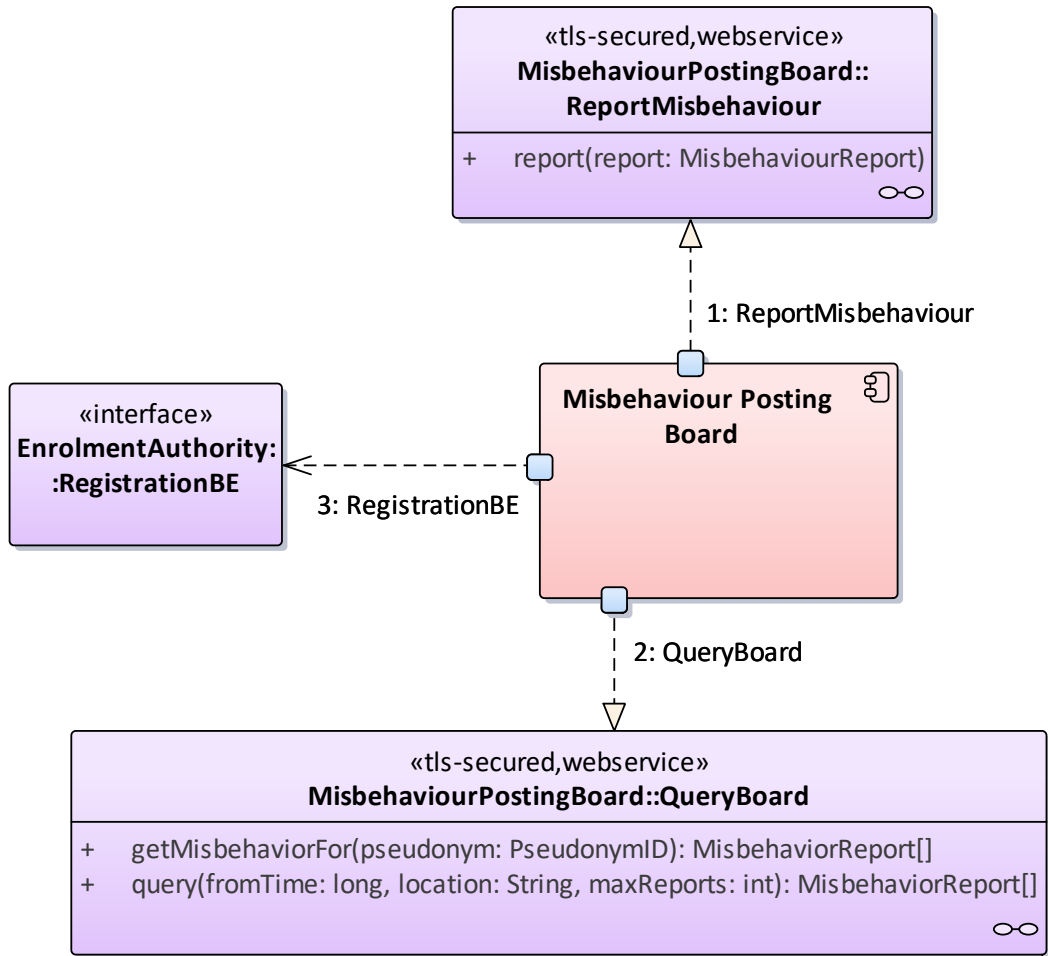 «tls-secured,webservice»
MisbehaviourPostingBoard::
ReportMisbehaviour
+ report(report: MisbehaviourReport)
1: ReportMisbehaviour
Misbehaviour Posting
Board
«interface»
EnrolmentAuthority:
:RegistrationBE
3: RegistrationBE
2: QueryBoard
«tls-secured,webservice»
MisbehaviourPostingBoard::QueryBoard
+ getMisbehaviorFor(pseudonym: PseudonymID): MisbehaviorReport[]
+ query(fromTime: long, location: String, maxReports: int): MisbehaviorReport[]